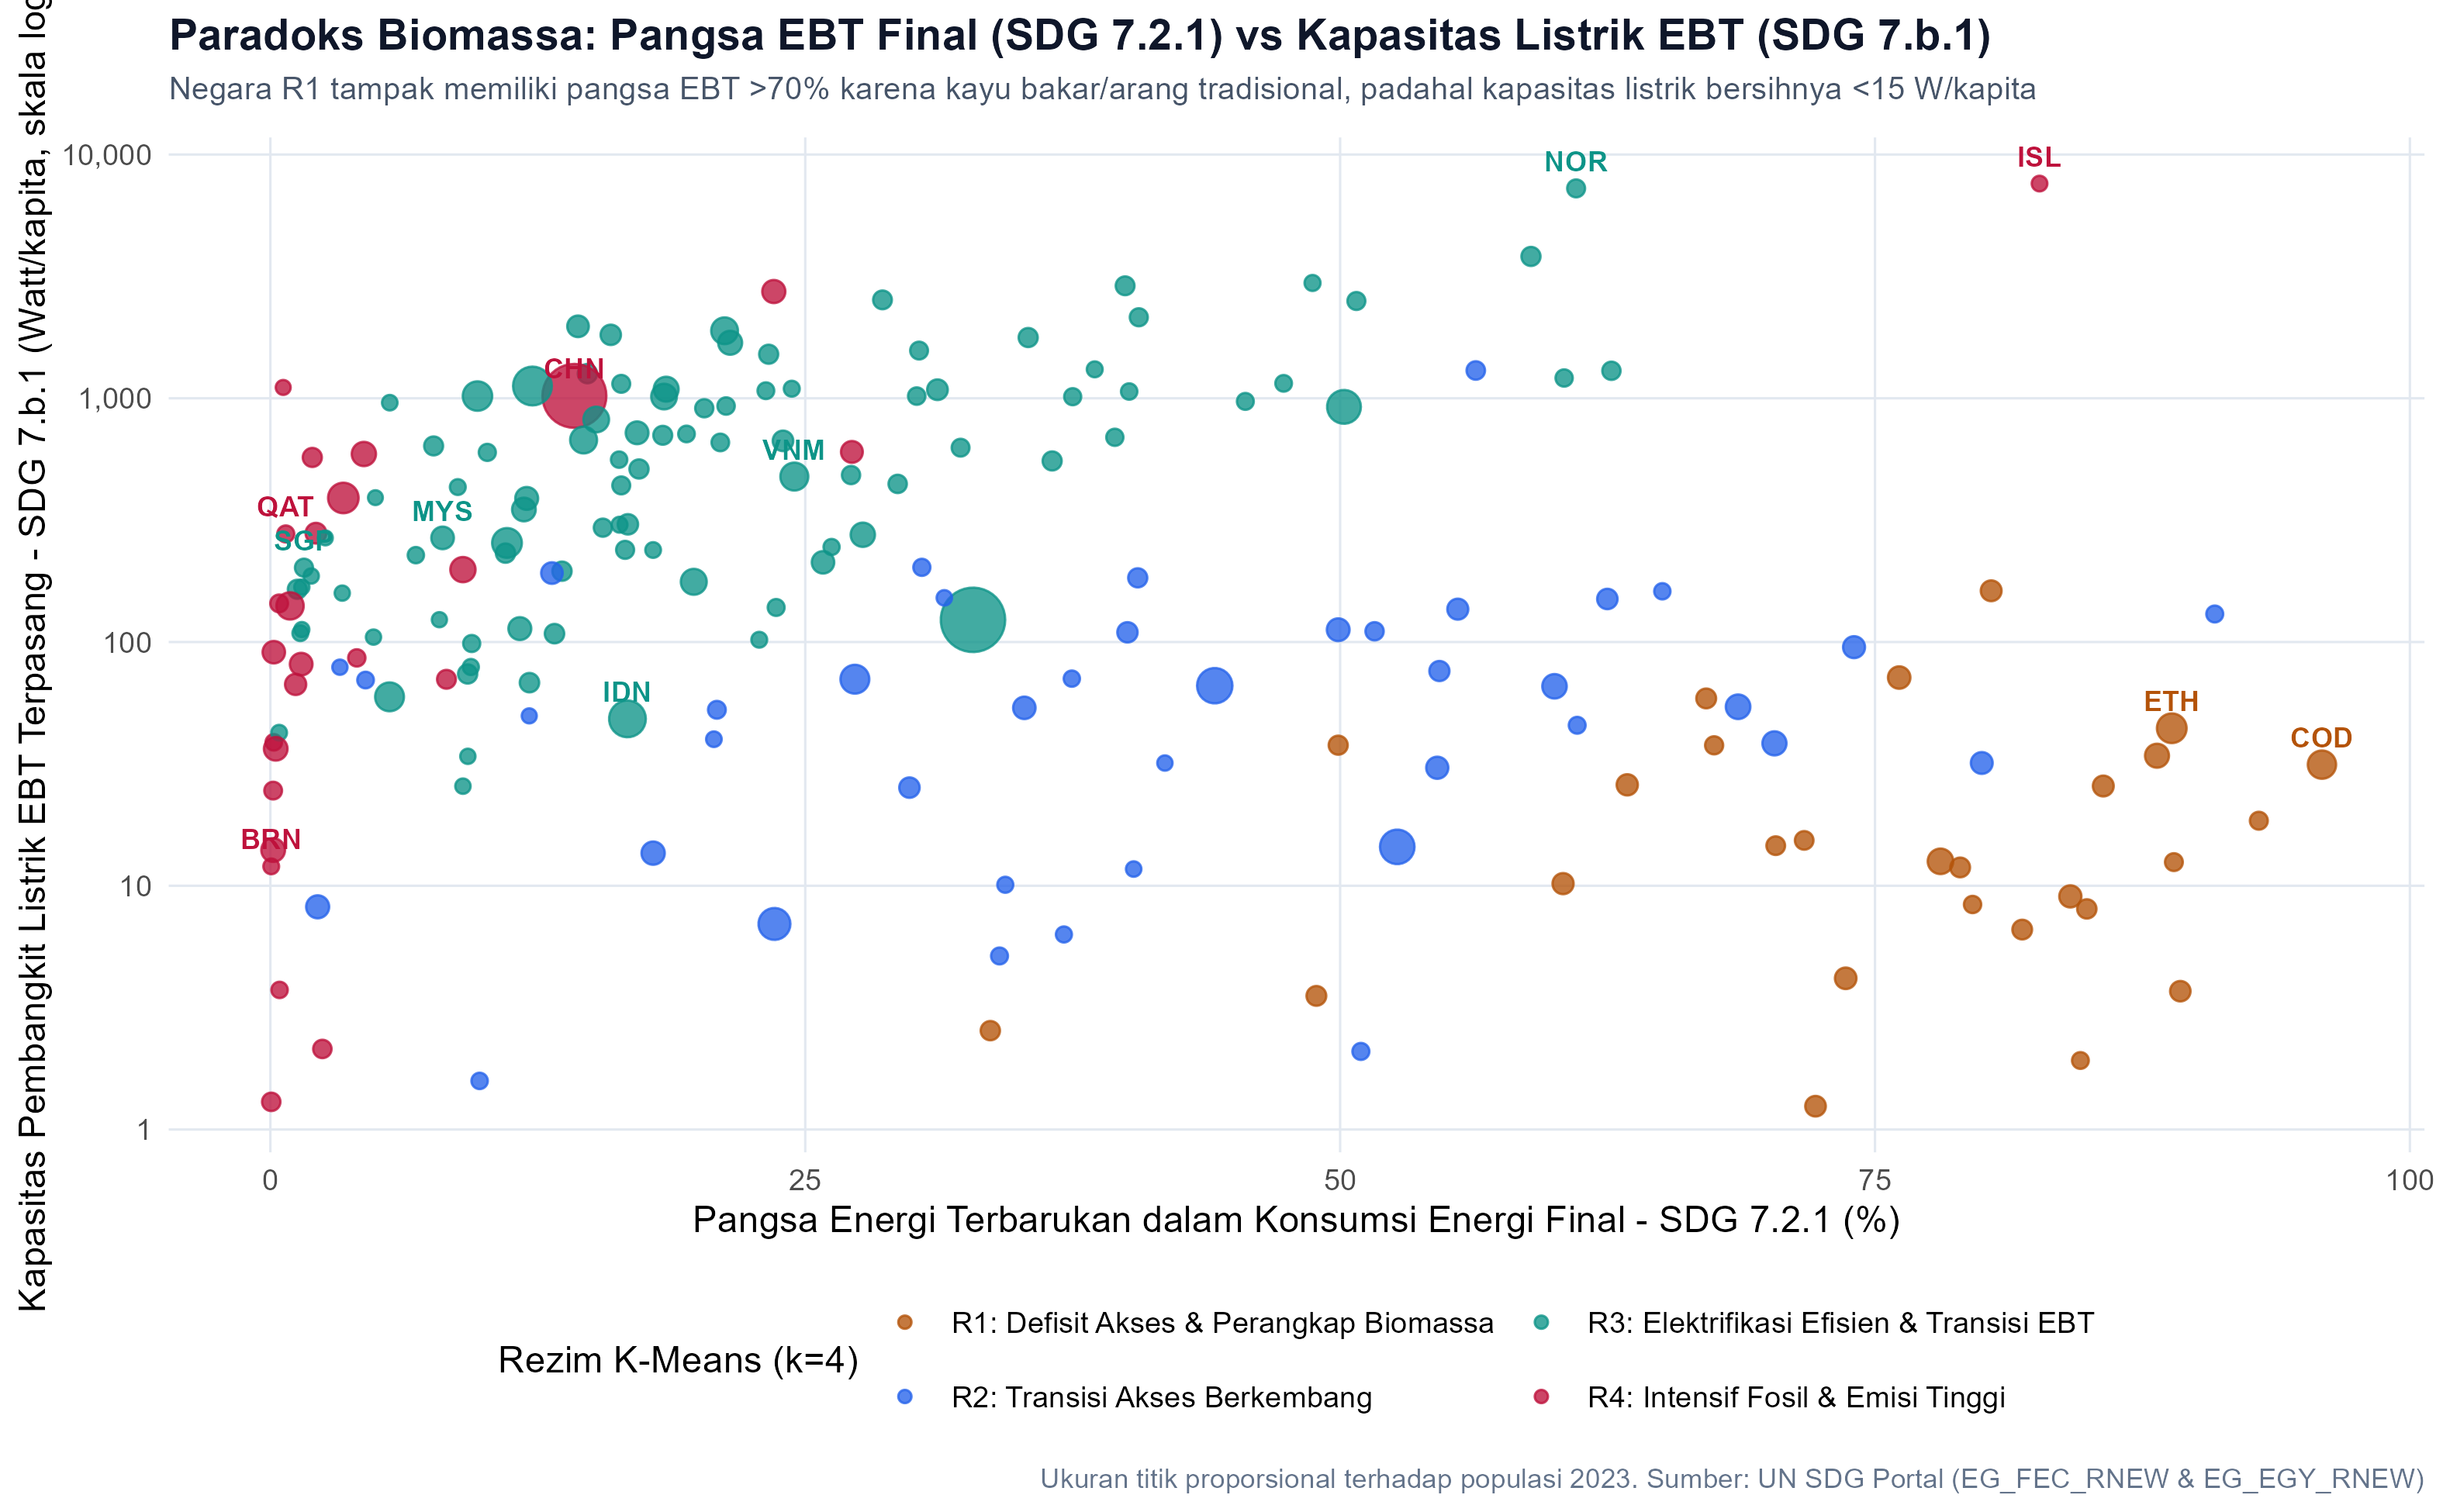 Paradoks Biomassa: Pangsa EBT Final (SDG 7.2.1) vs Kapasitas Listrik EBT (SDG 7.b.1)
Negara R1 tampak memiliki pangsa EBT >70% karena kayu bakar/arang tradisional, padahal kapasitas listrik bersihnya <15 W/kapita
Kapasitas Pembangkit Listrik EBT Terpasang - SDG 7.b.1 (Watt/kapita, skala log
10,000
1,000
100
10
1
NOR
ISL
CHN
VNM
QAT
MYS
SGP
IDN
ETH
COD
BRN
0
25
50
75
100
Pangsa Energi Terbarukan dalam Konsumsi Energi Final - SDG 7.2.1 (%)
Rezim K-Means (k=4)
R1: Defisit Akses & Perangkap Biomassa
R2: Transisi Akses Berkembang
R3: Elektrifikasi Efisien & Transisi EBT
R4: Intensif Fosil & Emisi Tinggi
Ukuran titik proporsional terhadap populasi 2023. Sumber: UN SDG Portal (EG_FEC_RNEW & EG_EGY_RNEW)